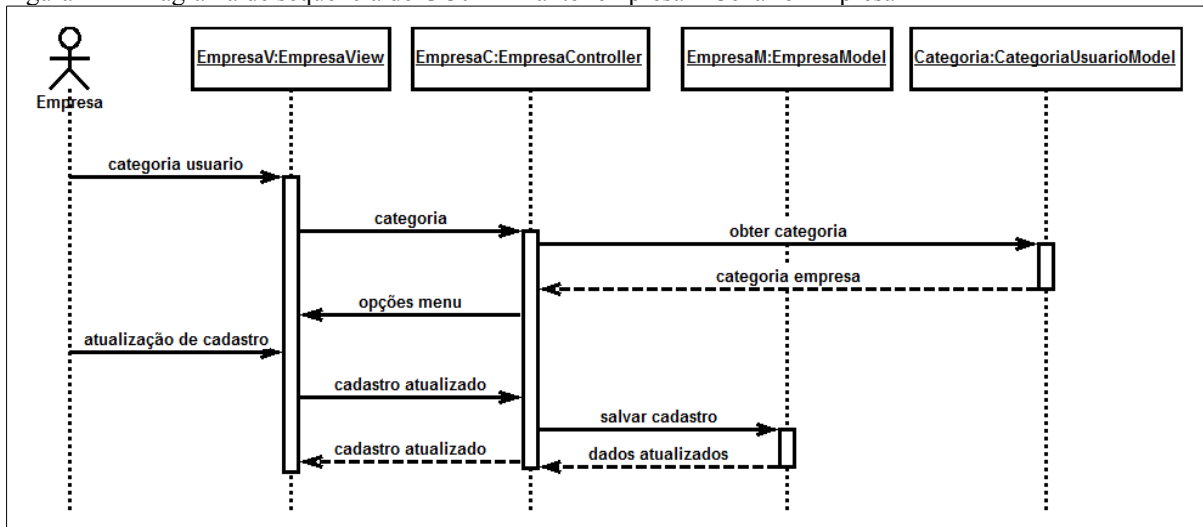 EmpresaV:EmpresaView
EmpresaC:EmpresaController
EmpresaM:EmpresaModel
Categoria:CategoriaUsuarioModel
Empresa
categoria usuario
categoria
obter categoria
categoria empresa
opções menu
atualização de cadastro
cadastro atualizado
salvar cadastro
cadastro atualizado
dados atualizados